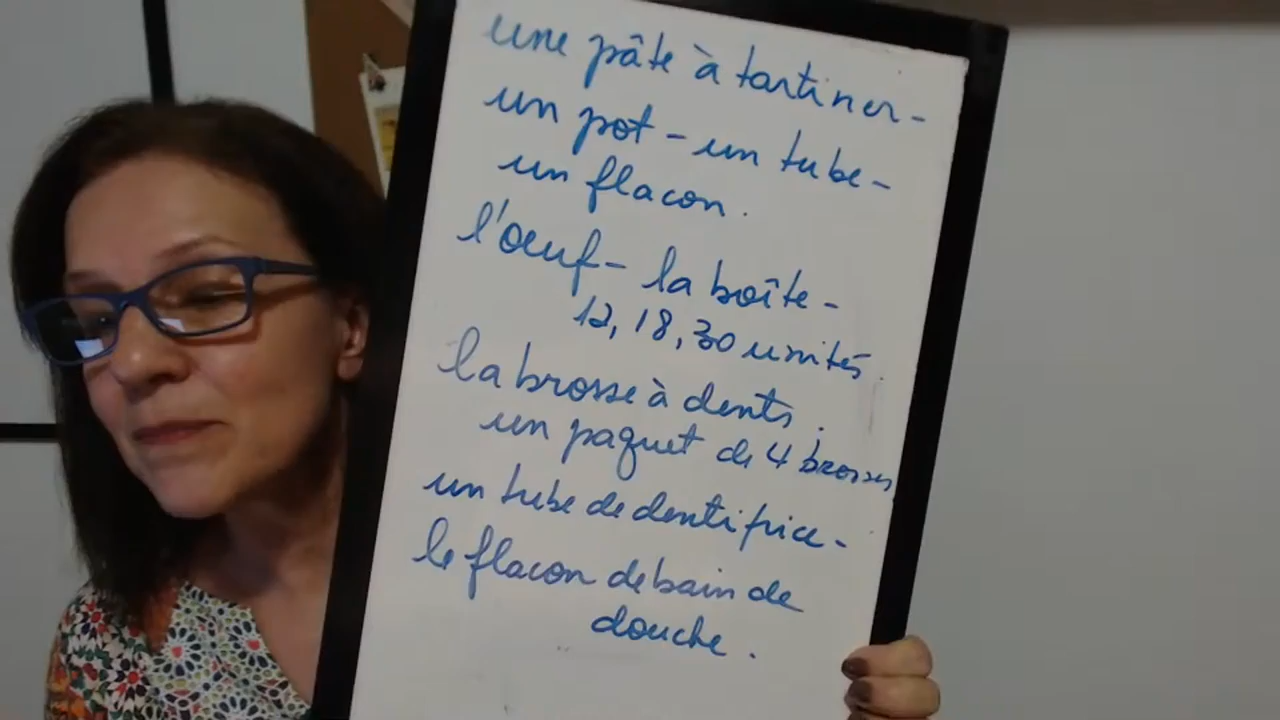 une pâte à tartiner-
un pot - un tube-
un flacon.
l'œuf - la boîte -
12, 18, 30 unités.
la brosse à dents.
un paquet de 4 brosses
un tube de dentifrice -
le flacon de bain de
douche.